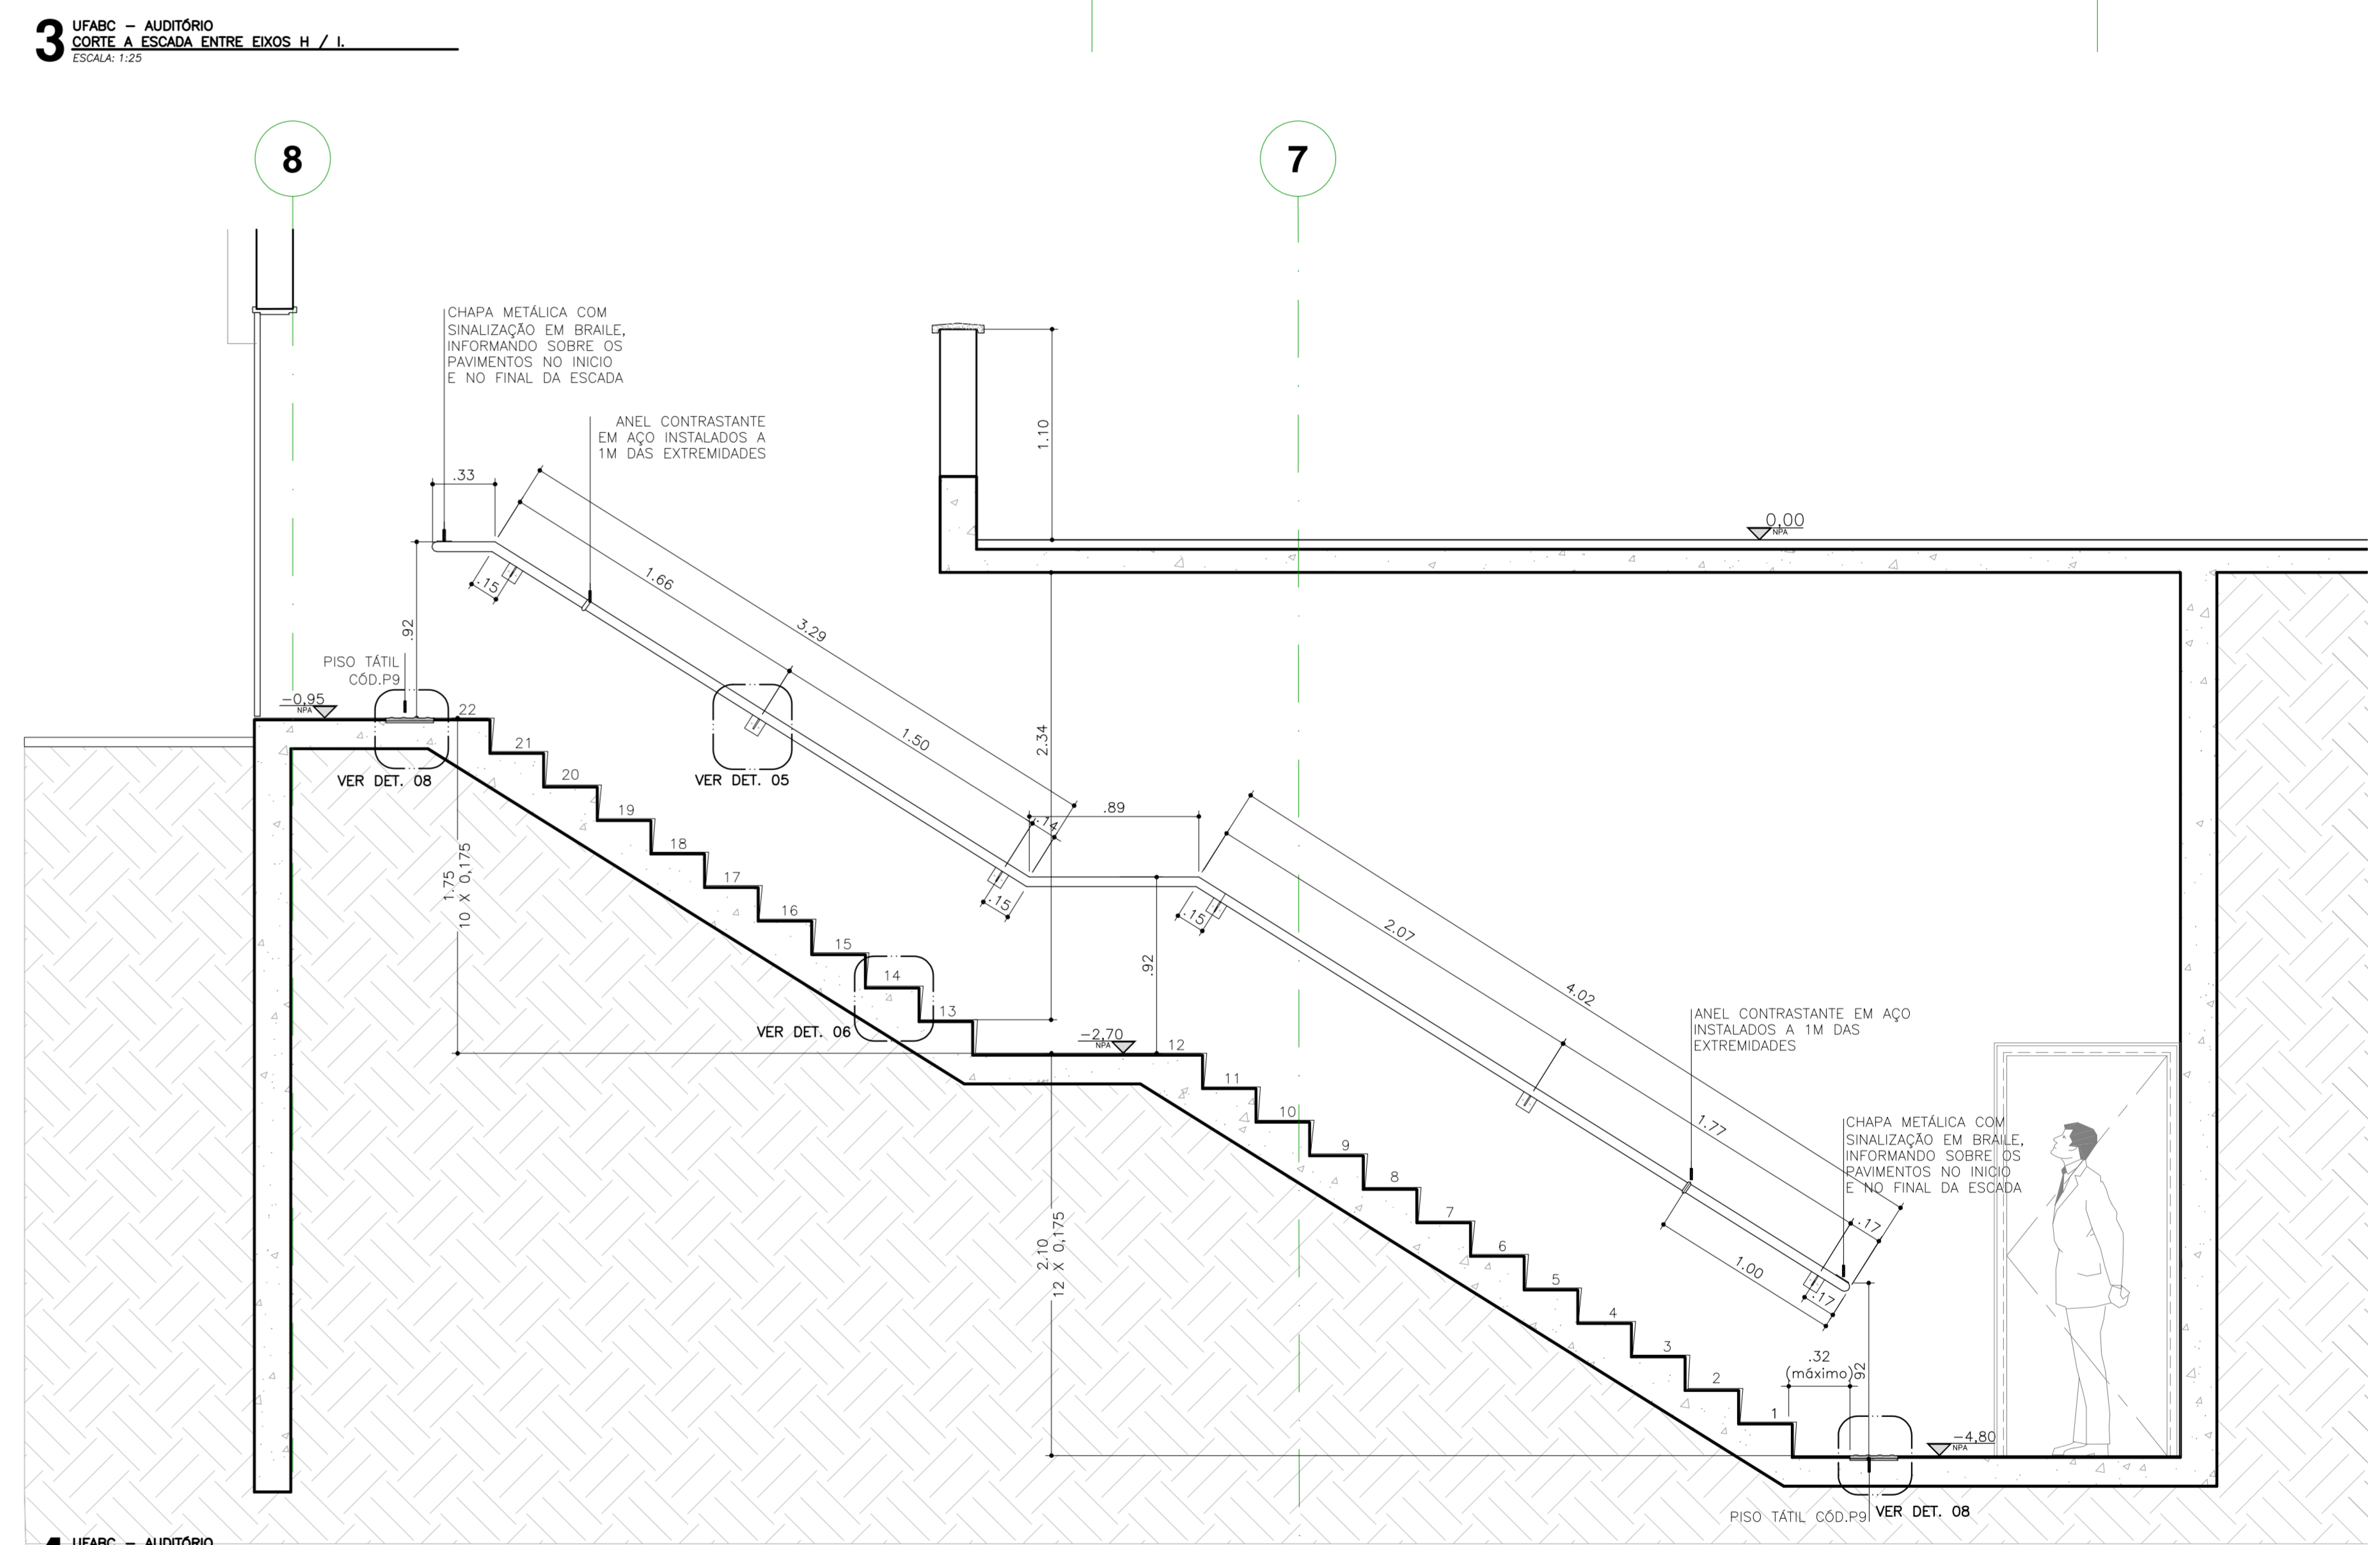 3
UFABC – AUDITÓRIO
CORTE A ESCADA ENTRE EIXOS H / I.
ESCALA: 1:25
8
7
CHAPA METÁLICA COM
SINALIZAÇÃO EM BRAILE,
INFORMANDO SOBRE OS
PAVIMENTOS NO INICIO
E NO FINAL DA ESCADA
ANEL CONTRASTANTE
EM AÇO INSTALADOS A
1M DAS EXTREMIDADES
.33
1.10
0,00
NPA
.15
1.66
3.29
.92
PISO TÁTIL
CÓD.P9
-0,95
NPA
22
21
VER DET. 08
VER DET. 05
1.50
2.34
20
19
18
17
16
15
14
13
1.75
10 X 0,175
.14
.89
.15
.15
2.07
4.02
.92
VER DET. 06
-2,70
NPA
12
11
10
9
8
7
6
5
4
3
2
1
ANEL CONTRASTANTE EM AÇO
INSTALADOS A 1M DAS
EXTREMIDADES
1.77
CHAPA METÁLICA COM
SINALIZAÇÃO EM BRAILE,
INFORMANDO SOBRE OS
PAVIMENTOS NO INICIO
E NO FINAL DA ESCADA
2.10
12 X 0,175
.17
1.00
.17
.32
(máximo)
.92
-4,80
NPA
PISO TÁTIL CÓD.P9
VER DET. 08
UFABC – AUDITÓRIO